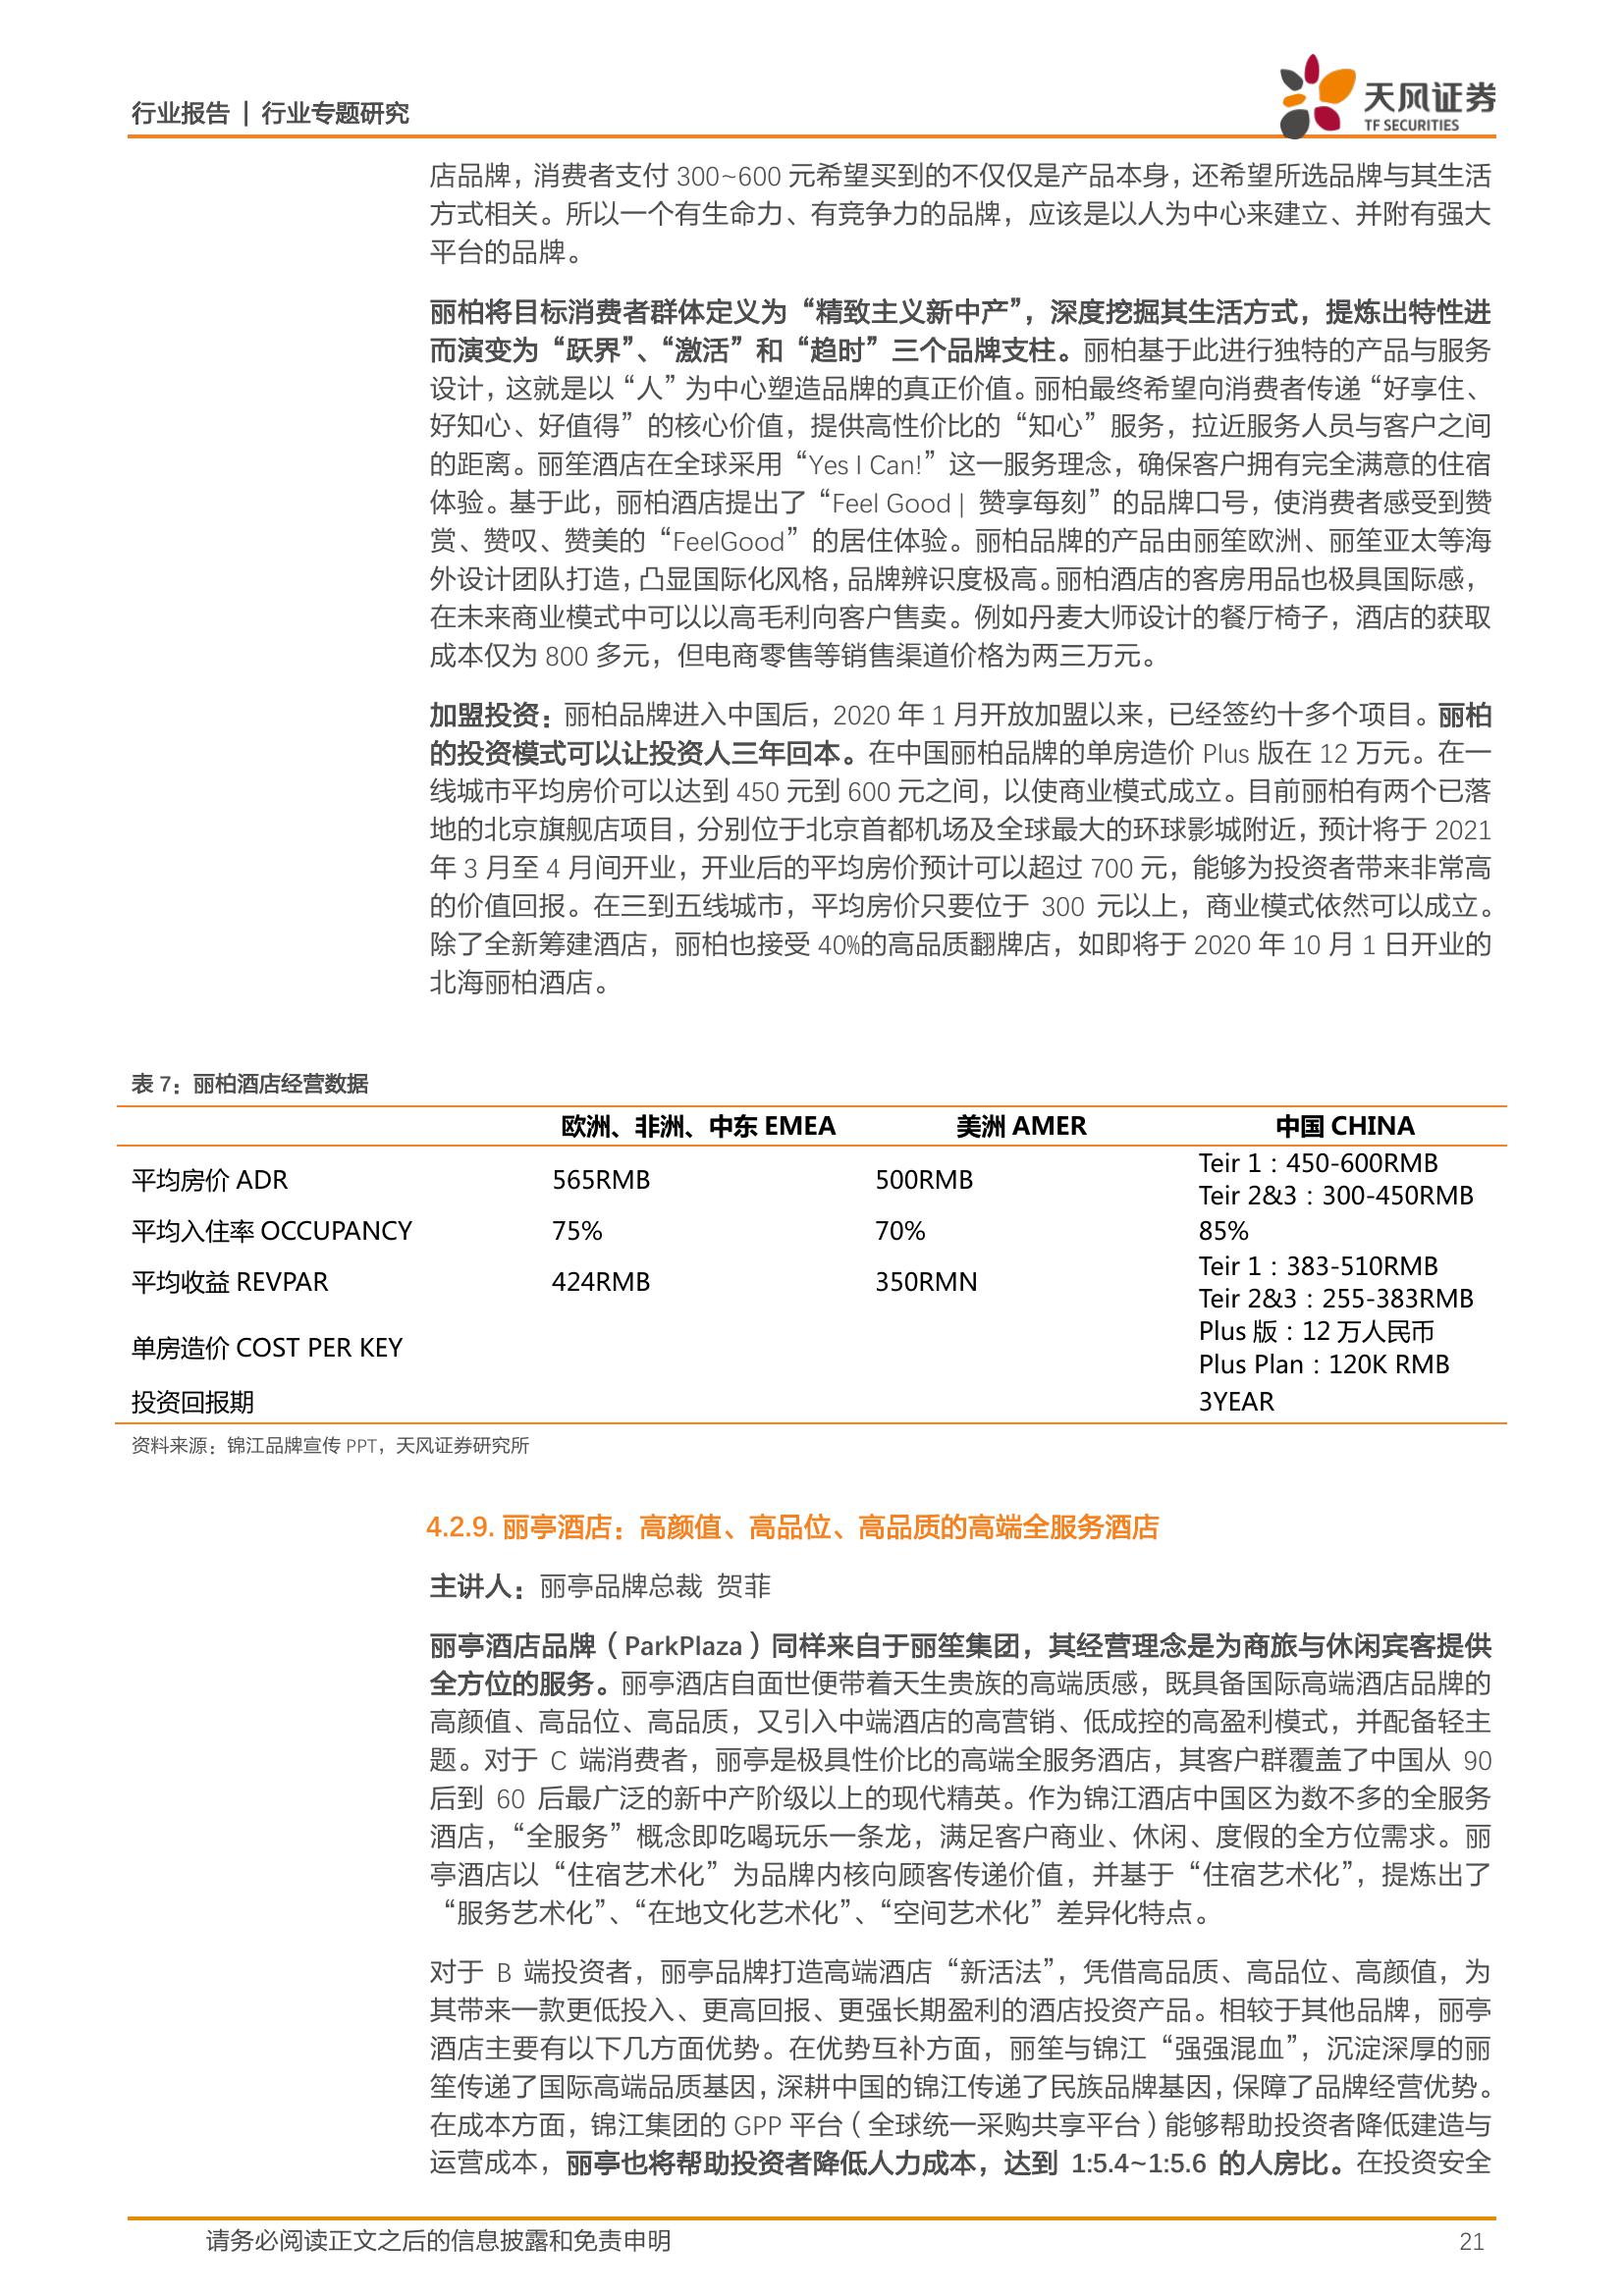 行业报告 | 行业专题研究
天风证券
TF SECURITIES
店品牌，消费者支付 300~600 元希望买到的不仅仅是产品本身，还希望所选品牌与其生活
方式相关。所以一个有生命力、有竞争力的品牌，应该是以人为中心来建立、并附有强大
平台的品牌。
丽柏将目标消费者群体定义为“精致主义新中产”，深度挖掘其生活方式，提炼出特性进
而演变为“跃界”、“激活”和“趋时”三个品牌支柱。丽柏基于此进行独特的产品与服务
设计，这就是以“人”为中心塑造品牌的真正价值。丽柏最终希望向消费者传递“好享住、
好知心、好值得”的核心价值，提供高性价比的“知心”服务，拉近服务人员与客户之间
的距离。丽笙酒店在全球采用“Yes I Can!”这一服务理念，确保客户拥有完全满意的住宿
体验。基于此，丽柏酒店提出了“Feel Good | 赞享每刻”的品牌口号，使消费者感受到赞
赏、赞叹、赞美的“FeelGood”的居住体验。丽柏品牌的产品由丽笙欧洲、丽笙亚太等海
外设计团队打造，凸显国际化风格，品牌辨识度极高。丽柏酒店的客房用品也极具国际感，
在未来商业模式中可以以高毛利向客户售卖。例如丹麦大师设计的餐厅椅子，酒店的获取
成本仅为 800 多元，但电商零售等销售渠道价格为两三万元。
加盟投资：丽柏品牌进入中国后，2020 年 1 月开放加盟以来，已经签约十多个项目。丽柏
的投资模式可以让投资人三年回本。在中国丽柏品牌的单房造价 Plus 版在 12 万元。在一
线城市平均房价可以达到 450 元到 600 元之间，以使商业模式成立。目前丽柏有两个已落
地的北京旗舰店项目，分别位于北京首都机场及全球最大的环球影城附近，预计将于 2021
年 3 月至 4 月间开业，开业后的平均房价预计可以超过 700 元，能够为投资者带来非常高
的价值回报。在三到五线城市，平均房价只要位于 300 元以上，商业模式依然可以成立。
除了全新筹建酒店，丽柏也接受 40%的高品质翻牌店，如即将于 2020 年 10 月 1 日开业的
北海丽柏酒店。
表 7：丽柏酒店经营数据
欧洲、非洲、中东 EMEA 美洲 AMER 中国 CHINA
平均房价 ADR 565RMB 500RMB Teir 1：450-600RMB
Teir 2&3：300-450RMB
平均入住率 OCCUPANCY 75% 70% 85%
平均收益 REVPAR 424RMB 350RMN Teir 1：383-510RMB
Teir 2&3：255-383RMB
单房造价 COST PER KEY Plus 版：12 万人民币
Plus Plan：120K RMB
投资回报期 3YEAR
资料来源：锦江品牌宣传 PPT，天风证券研究所
4.2.9. 丽亭酒店：高颜值、高品位、高品质的高端全服务酒店
主讲人：丽亭品牌总裁 贺菲
丽亭酒店品牌（ParkPlaza）同样来自于丽笙集团，其经营理念是为商旅与休闲宾客提供
全方位的服务。丽亭酒店自面世便带着天生贵族的高端质感，既具备国际高端酒店品牌的
高颜值、高品位、高品质，又引入中端酒店的高营销、低成控的高盈利模式，并配备轻主
题。对于 C 端消费者，丽亭是极具性价比的高端全服务酒店，其客户群覆盖了中国从 90
后到 60 后最广泛的新中产阶级以上的现代精英。作为锦江酒店中国区为数不多的全服务
酒店，“全服务”概念即吃喝玩乐一条龙，满足客户商业、休闲、度假的全方位需求。丽
亭酒店以“住宿艺术化”为品牌内核向顾客传递价值，并基于“住宿艺术化”，提炼出了
“服务艺术化”、“在地文化艺术化”、“空间艺术化”差异化特点。
对于 B 端投资者，丽亭品牌打造高端酒店“新活法”，凭借高品质、高品位、高颜值，为
其带来一款更低投入、更高回报、更强长期盈利的酒店投资产品。相较于其他品牌，丽亭
酒店主要有以下几方面优势。在优势互补方面，丽笙与锦江“强强混血”，沉淀深厚的丽
笙传递了国际高端品质基因，深耕中国的锦江传递了民族品牌基因，保障了品牌经营优势。
在成本方面，锦江集团的 GPP 平台（全球统一采购共享平台）能够帮助投资者降低建造与
运营成本，丽亭也将帮助投资者降低人力成本，达到 1:5.4~1:5.6 的人房比。在投资安全
请务必阅读正文之后的信息披露和免责申明 21